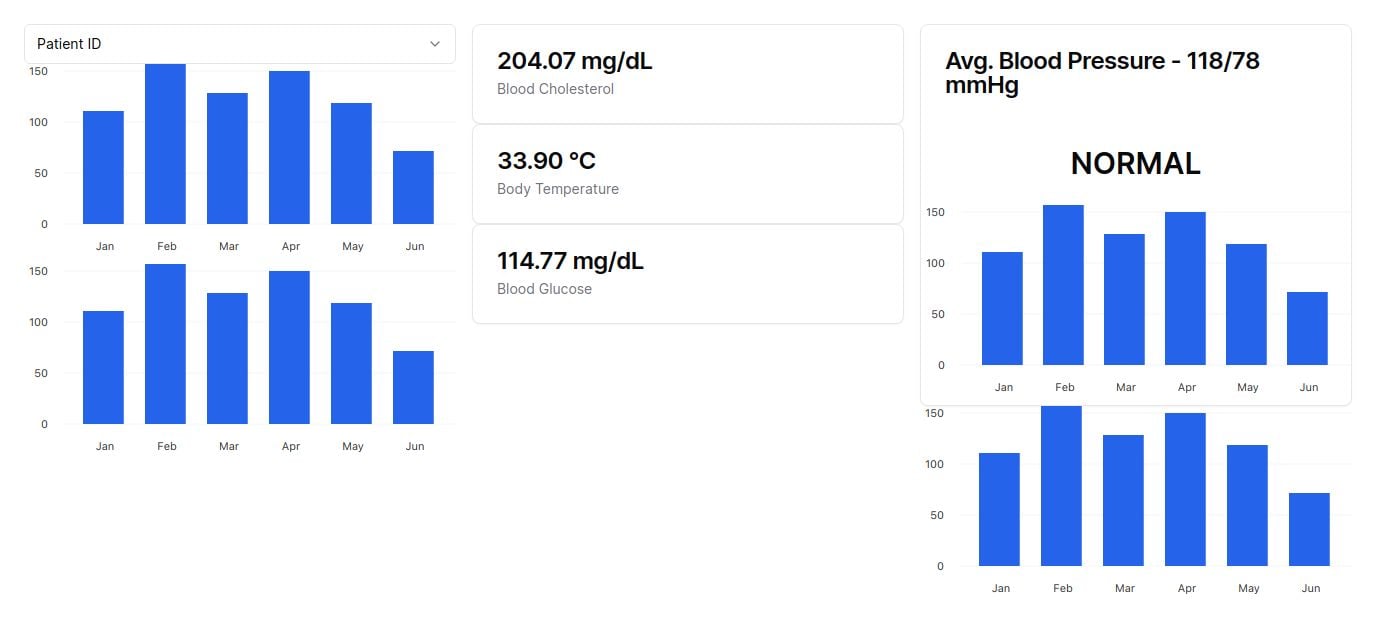 Patient ID
150
100
50
0
Jan Feb Mar Apr May Jun
150
100
50
0
Jan Feb Mar Apr May Jun
204.07 mg/dL
Blood Cholesterol
33.90 °C
Body Temperature
114.77 mg/dL
Blood Glucose
Avg. Blood Pressure - 118/78
mmHg
NORMAL
150
100
50
0
Jan Feb Mar Apr May Jun
150
100
50
0
Jan Feb Mar Apr May Jun